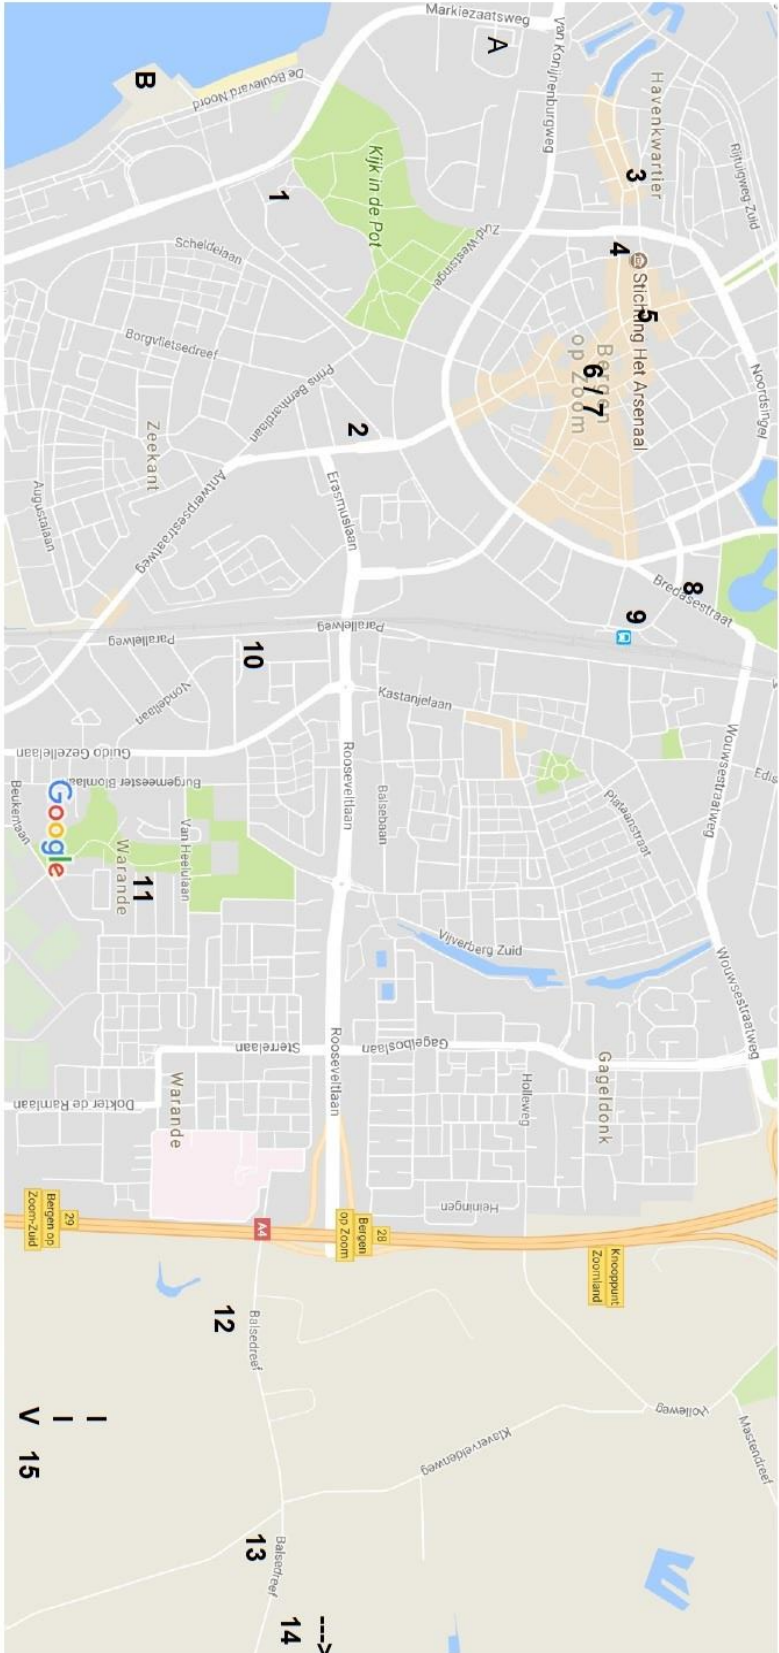 Markiezaatsweg
A
Van Konijnenburgweg
Havenkwartier
Rijtuigweg Zuid
B
De Boulevard Noord
Kijk in de Pot
3
1
Zuid-Westsingel
Scheldelaan
4
Stichting Het Arsenaal
5
Bergen
op Zoom
6 / 7
Noordsingel
Borgvlietsedreef
Prins Bernhardlaan
2
Zeekant
Augustalaan
Antwerpsestraatweg
Erasmuslaan
Bredasestraat
8
9
Parallelweg
Parallelweg
10
Vondellaan
Kastanjelaan
Guido Gezellelaan
Rooseveltlaan
Burgemeester Blomlaan
Balsebaan
Plataanstraat
Wouwsestraatweg
Edis
Beukenlaan
Google
Van Heelulaan
Warande
11
Vijverberg Zuid
Wouwsestraatweg
Sterrelaan
Rooseveltlaan
Gagelboslaan
Gageldonk
Holleweg
Dokter de Ramlaan
Warande
Heiningen
29
Bergen op
Zoom-Zuid
A4
28
Bergen
op Zoom
Knooppunt
Zoomland
12
Balsedreef
Mastendreef
Klaverveldenweg
I
I
V
15
13
Balsedreef
14
--->